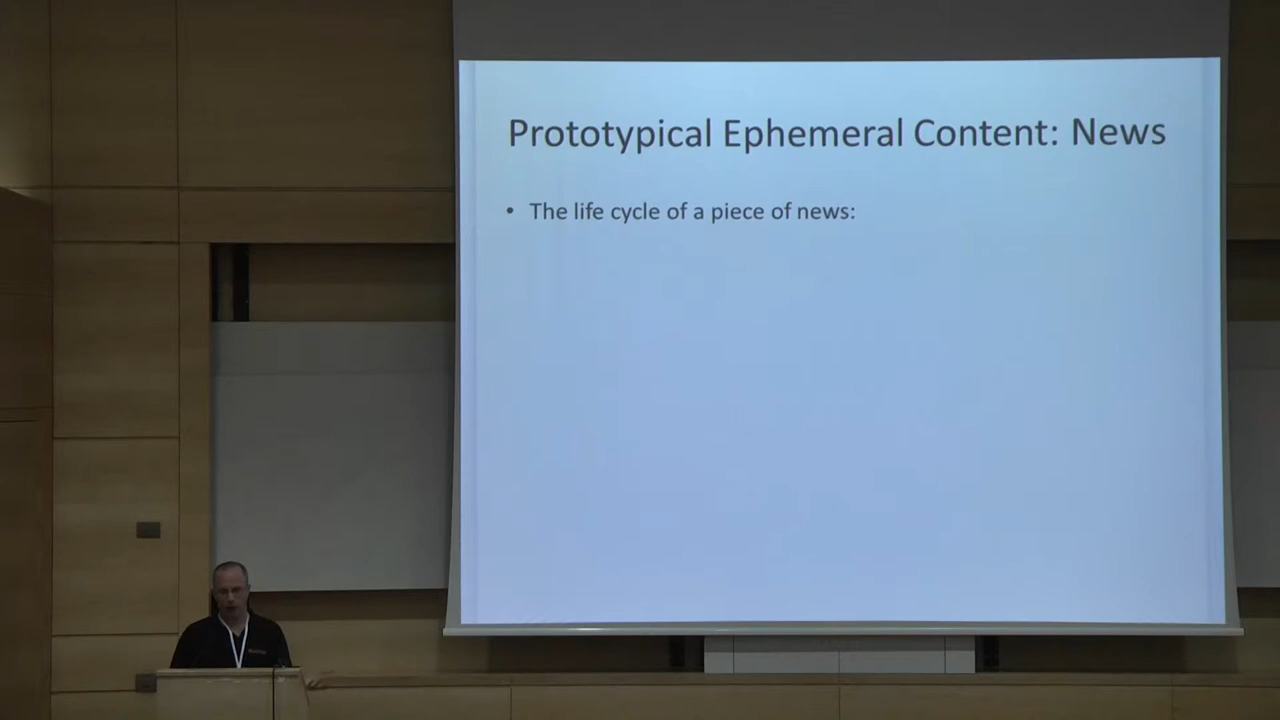 Prototypical Ephemeral Content: News
• The life cycle of a piece of news: